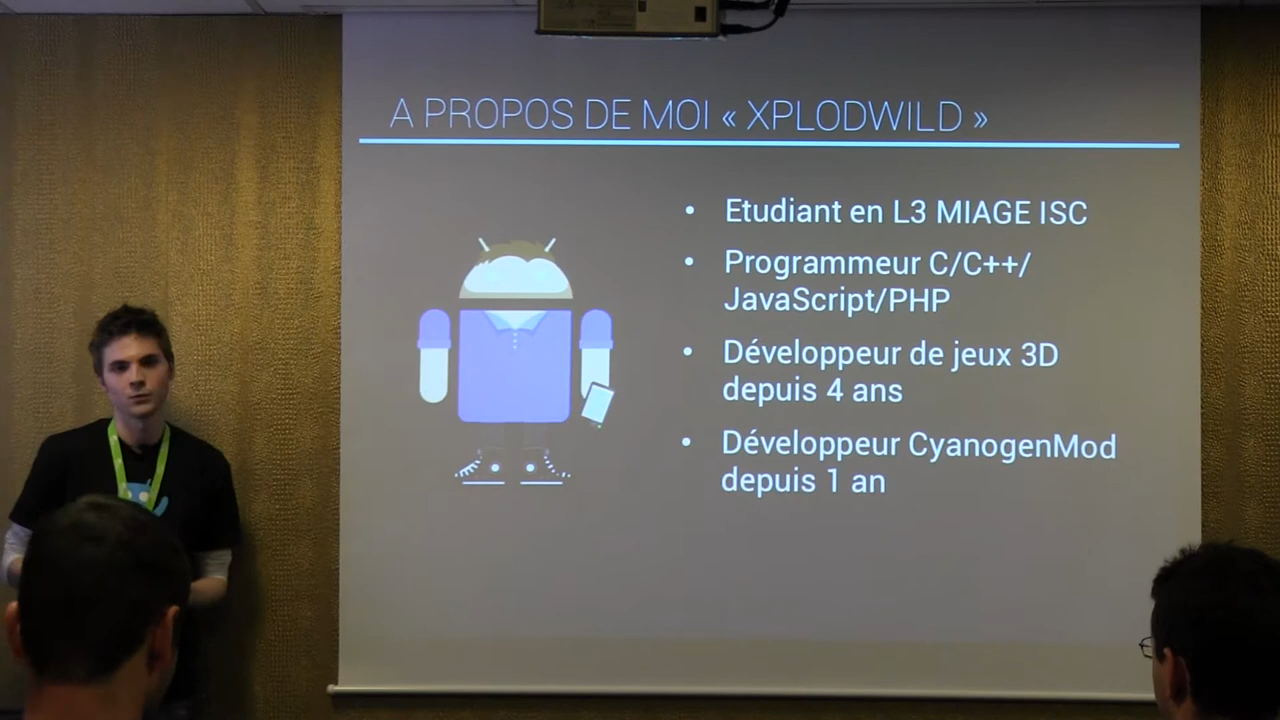 A PROPOS DE MOI « XPLODWILD »
• Etudiant en L3 MIAGE ISC
• Programmeur C/C++/
JavaScript/PHP
• Développeur de jeux 3D
depuis 4 ans
• Développeur CyanogenMod
depuis 1 an